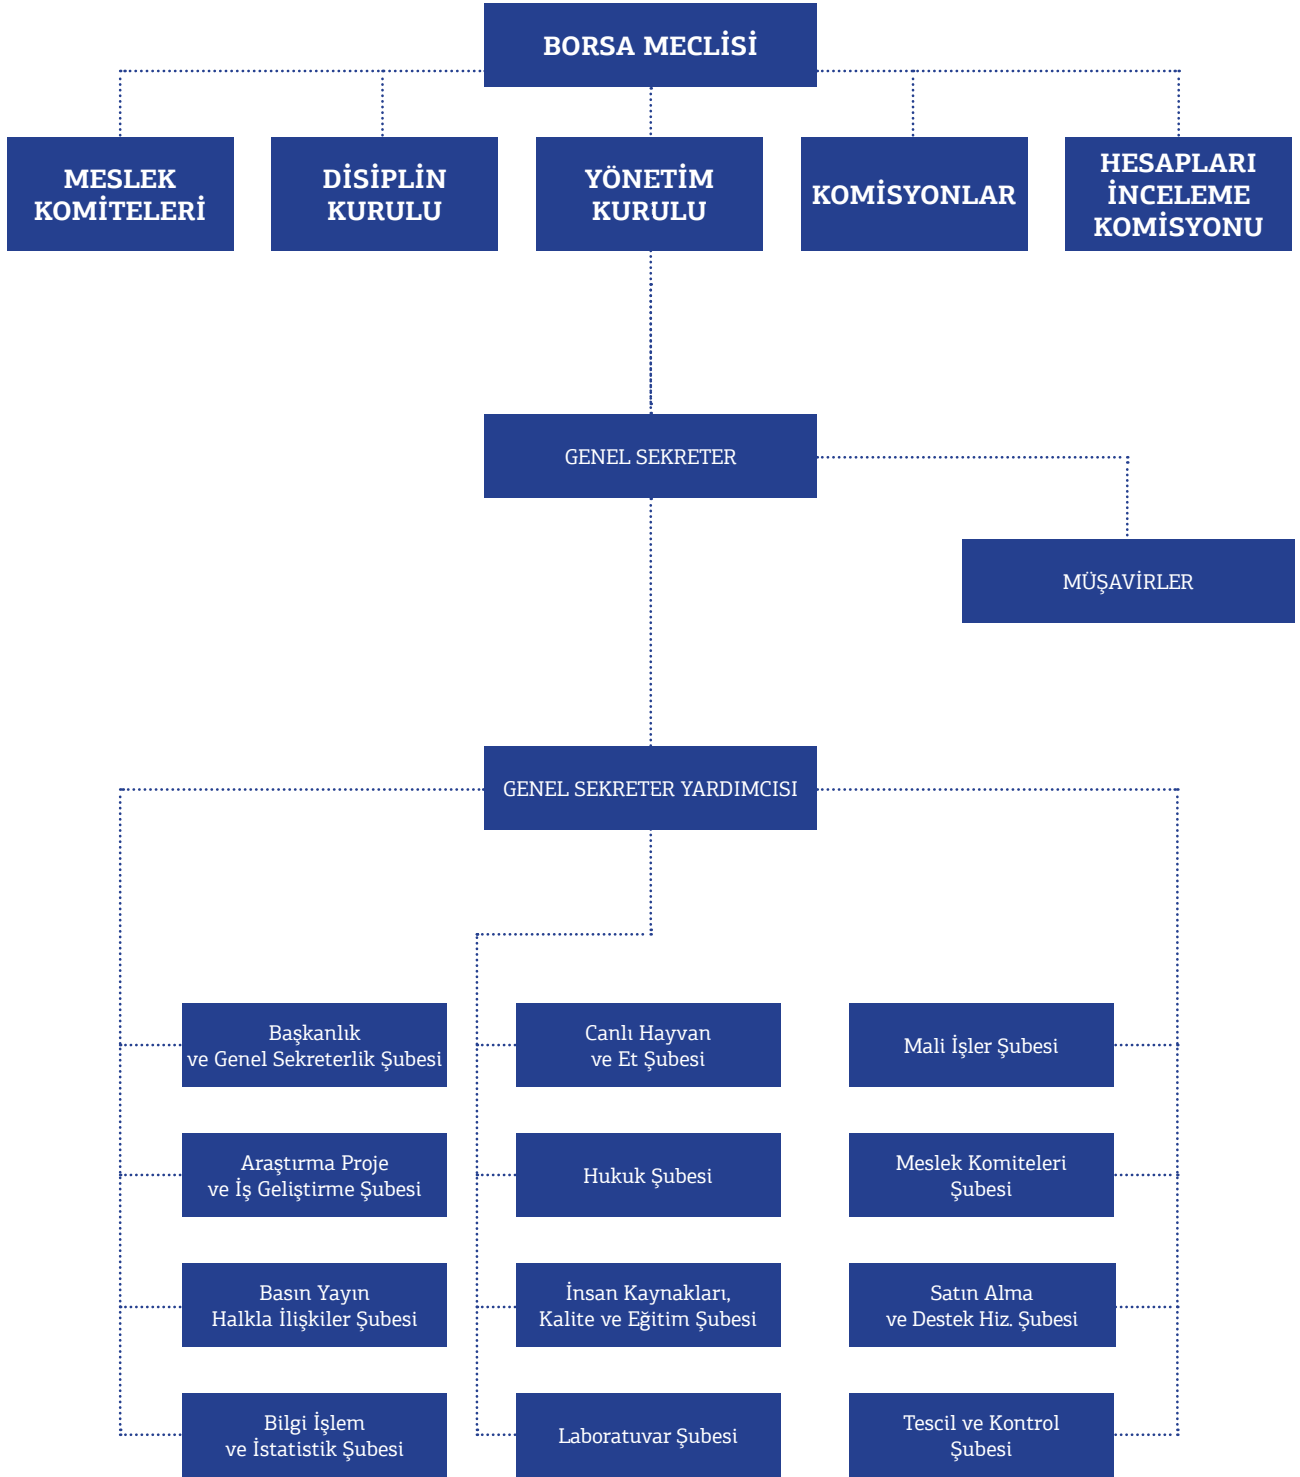 BORSA MECLİSİ
MESLEK
KOMİTELERİ
DİSİPLİN
KURULU
YÖNETİM
KURULU
KOMİSYONLAR
HESAPLARI
İNCELEME
KOMİSYONU
GENEL SEKRETER
MÜŞAVİRLER
GENEL SEKRETER YARDIMCISI
Başkanlık
ve Genel Sekreterlik Şubesi
Canlı Hayvan
ve Et Şubesi
Mali İşler Şubesi
Araştırma Proje
ve İş Geliştirme Şubesi
Hukuk Şubesi
Meslek Komiteleri
Şubesi
Basın Yayın
Halkla İlişkiler Şubesi
İnsan Kaynakları,
Kalite ve Eğitim Şubesi
Satın Alma
ve Destek Hiz. Şubesi
Bilgi İşlem
ve İstatistik Şubesi
Laboratuvar Şubesi
Tescil ve Kontrol
Şubesi